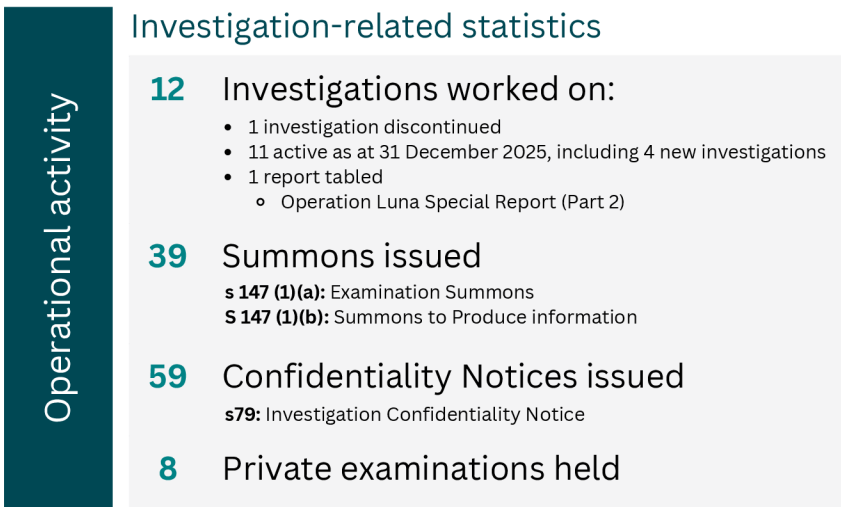 Investigation-related statistics
Operational activity
12 Investigations worked on:
• 1 investigation discontinued
• 11 active as at 31 December 2025, including 4 new investigations
• 1 report tabled
◦ Operation Luna Special Report (Part 2)
39 Summons issued
s 147 (1)(a): Examination Summons
S 147 (1)(b): Summons to Produce information
59 Confidentiality Notices issued
s79: Investigation Confidentiality Notice
8 Private examinations held